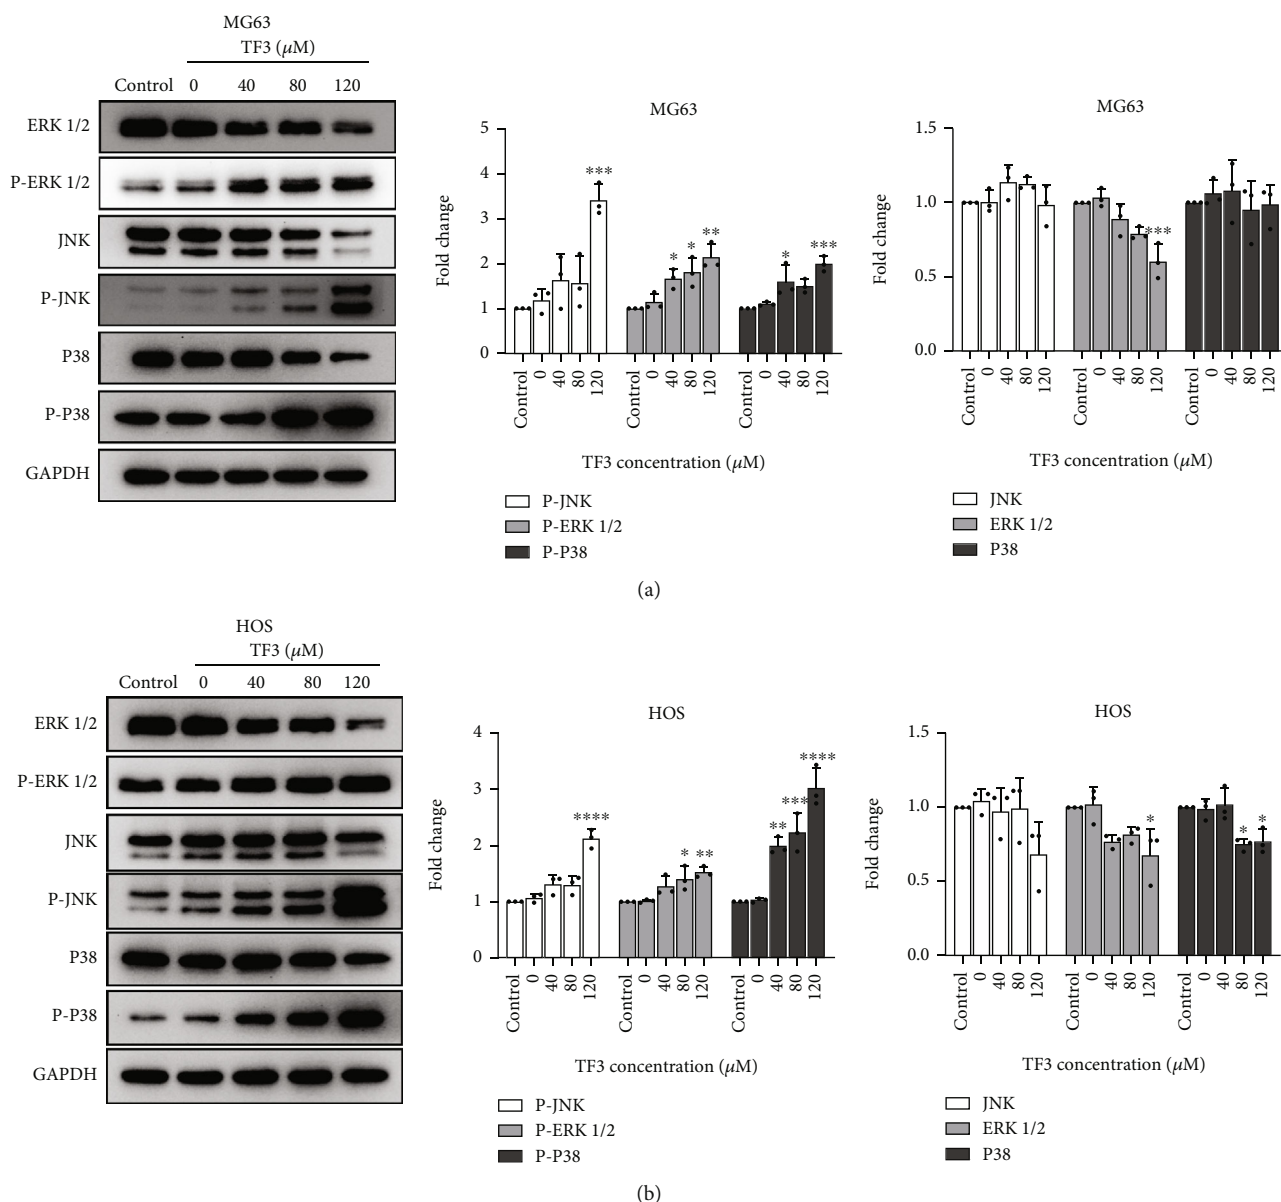 MG63
TF3 (μM)
Control 0 40 80 120
ERK 1/2
P-ERK 1/2
JNK
P-JNK
P38
P-P38
GAPDH
MG63
Fold change
5
4
3
2
1
0
***
* * **
* ***
Control 0 40 80 120 Control 0 40 80 120 Control 0 40 80 120
TF3 concentration (μM)
P-JNK
P-ERK 1/2
P-P38
MG63
Fold change
1.5
1.0
0.5
0.0
***
Control 0 40 80 120 Control 0 40 80 120 Control 0 40 80 120
TF3 concentration (μM)
JNK
ERK 1/2
P38
(a)
HOS
TF3 (μM)
Control 0 40 80 120
ERK 1/2
P-ERK 1/2
JNK
P-JNK
P38
P-P38
GAPDH
HOS
Fold change
4
3
2
1
0
****
* **
** *** ****
Control 0 40 80 120 Control 0 40 80 120 Control 0 40 80 120
TF3 concentration (μM)
P-JNK
P-ERK 1/2
P-P38
HOS
Fold change
1.5
1.0
0.5
0.0
*
* *
Control 0 40 80 120 Control 0 40 80 120 Control 0 40 80 120
TF3 concentration (μM)
JNK
ERK 1/2
P38
(b)